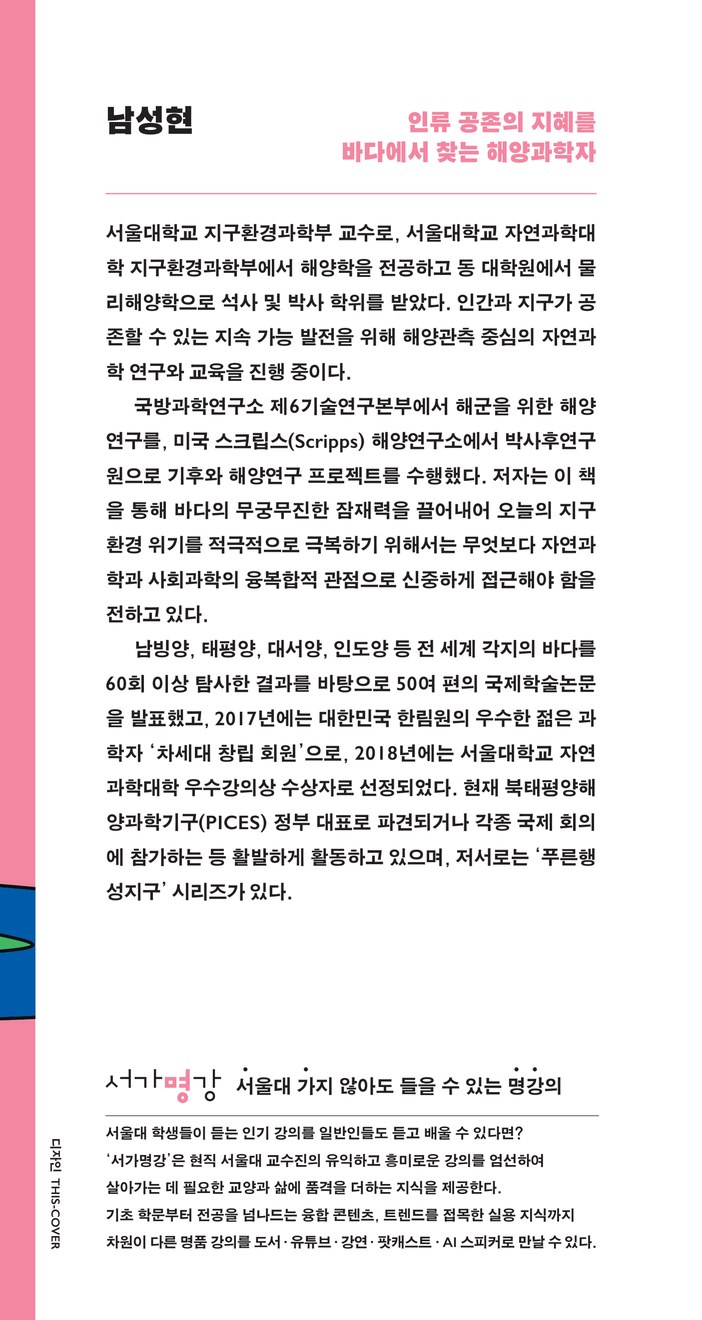 남성현
인류 공존의 지혜를
바다에서 찾는 해양과학자
서울대학교 지구환경과학부 교수로, 서울대학교 자연과학대
학 지구환경과학부에서 해양학을 전공하고 동 대학원에서 물
리해양학으로 석사 및 박사 학위를 받았다. 인간과 지구가 공
존할 수 있는 지속 가능 발전을 위해 해양관측 중심의 자연과
학 연구와 교육을 진행 중이다.
국방과학연구소 제6기술연구본부에서 해군을 위한 해양
연구를, 미국 스크립스(Scripps) 해양연구소에서 박사후연구
원으로 기후와 해양연구 프로젝트를 수행했다. 저자는 이 책
을 통해 바다의 무궁무진한 잠재력을 끌어내어 오늘의 지구
환경 위기를 적극적으로 극복하기 위해서는 무엇보다 자연과
학과 사회과학의 융복합적 관점으로 신중하게 접근해야 함을
전하고 있다.
남빙양, 태평양, 대서양, 인도양 등 전 세계 각지의 바다를
60회 이상 탐사한 결과를 바탕으로 50여 편의 국제학술논문
을 발표했고, 2017년에는 대한민국 한림원의 우수한 젊은 과
학자 ‘차세대 창립 회원’으로, 2018년에는 서울대학교 자연
과학대학 우수강의상 수상자로 선정되었다. 현재 북태평양해
양과학기구(PICES) 정부 대표로 파견되거나 각종 국제 회의
에 참가하는 등 활발하게 활동하고 있으며, 저서로는 ‘푸른행
성지구’ 시리즈가 있다.
서가명강 서울대 가지 않아도 들을 수 있는 명강의
서울대 학생들이 듣는 인기 강의를 일반인들도 듣고 배울 수 있다면?
‘서가명강’은 현직 서울대 교수진의 유익하고 흥미로운 강의를 엄선하여
살아가는 데 필요한 교양과 삶에 품격을 더하는 지식을 제공한다.
기초 학문부터 전공을 넘나드는 융합 콘텐츠, 트렌드를 접목한 실용 지식까지
차원이 다른 명품 강의를 도서 · 유튜브 · 강연 · 팟캐스트 · AI 스피커로 만날 수 있다.
디자인 THIS-COVER